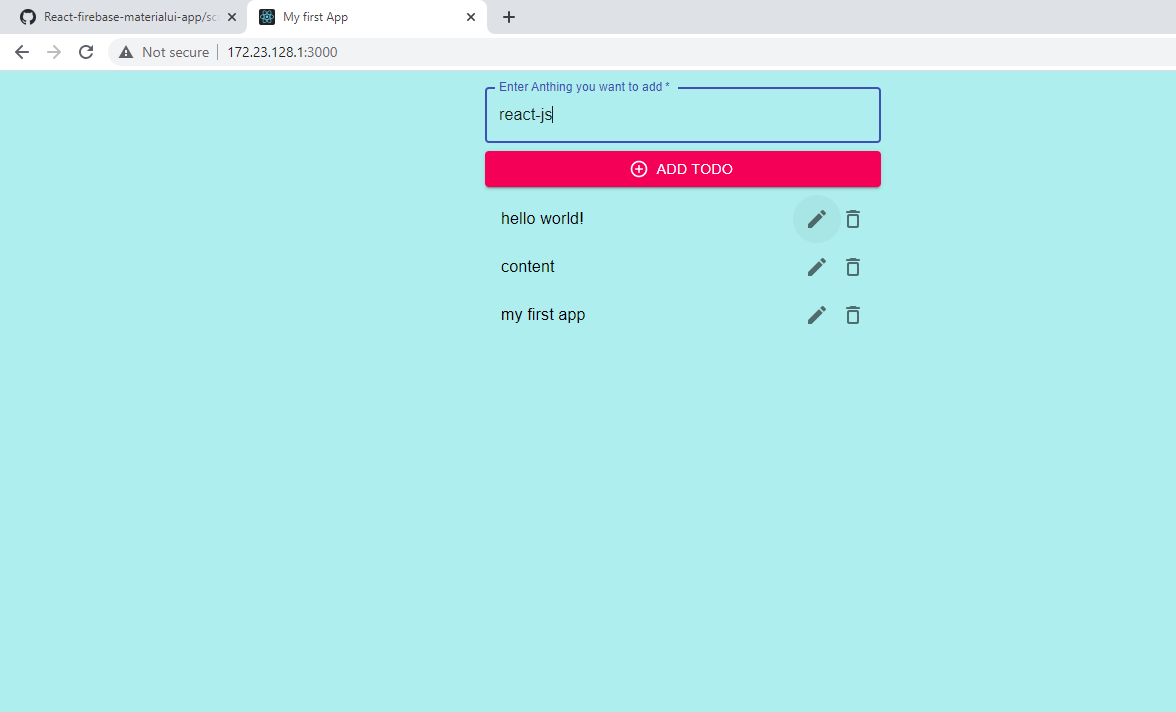 React-firebase-materialui-app/sc
My first App
Not secure
172.23.128.1:3000
Enter Anthing you want to add *
react-js
ADD TODO
hello world!
content
my first app